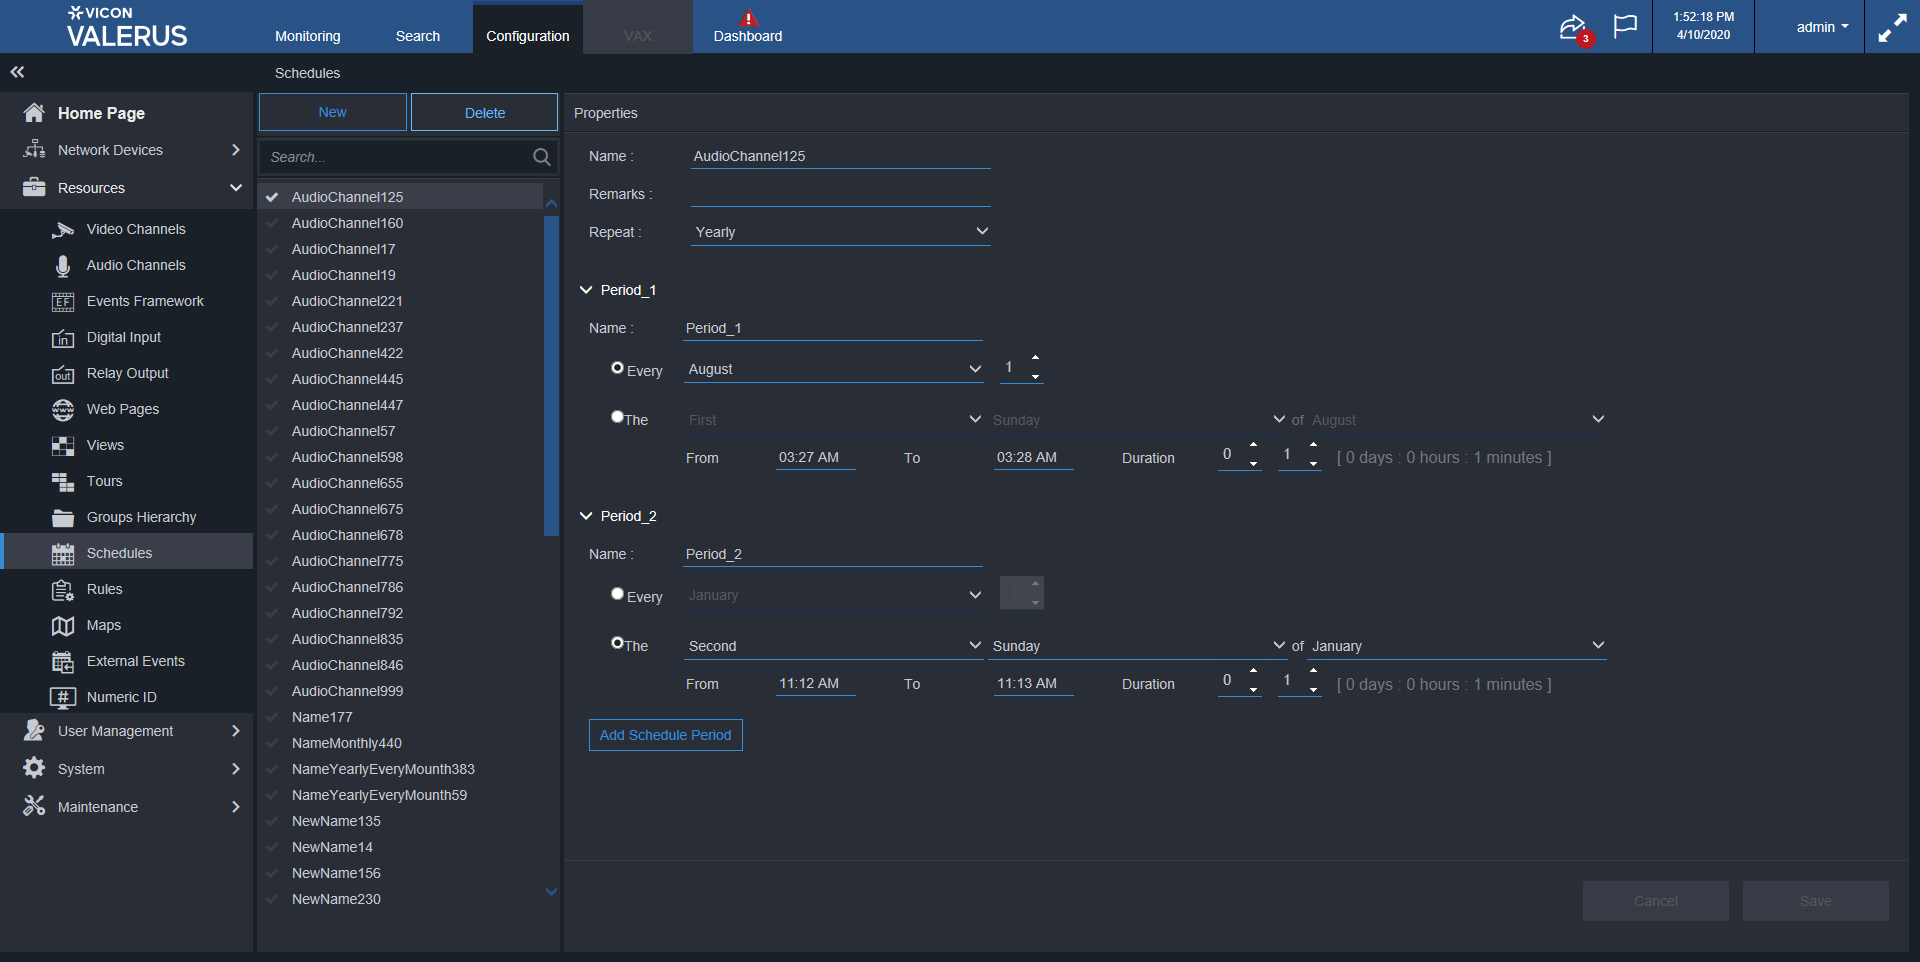 VICON
VALERUS
Monitoring
Search
Configuration
VAX
Dashboard
3
1:52:18 PM
4/10/2020
admin
Schedules
Home Page
Network Devices
Resources
Video Channels
Audio Channels
EF
Events Framework
in
Digital Input
out
Relay Output
www
Web Pages
Views
Tours
Groups Hierarchy
Schedules
Rules
Maps
External Events
#
Numeric ID
User Management
System
Maintenance
New
Delete
Search...
AudioChannel125
AudioChannel160
AudioChannel17
AudioChannel19
AudioChannel221
AudioChannel237
AudioChannel422
AudioChannel445
AudioChannel447
AudioChannel57
AudioChannel598
AudioChannel655
AudioChannel675
AudioChannel678
AudioChannel775
AudioChannel786
AudioChannel792
AudioChannel835
AudioChannel846
AudioChannel999
Name177
NameMonthly440
NameYearlyEveryMounth383
NameYearlyEveryMounth59
NewName135
NewName14
NewName156
NewName230
Properties
Name : AudioChannel125
Remarks :
Repeat : Yearly
Period_1
Name : Period_1
Every August 1
The First Sunday of August
From 03:27 AM To 03:28 AM Duration 0 1 [ 0 days : 0 hours : 1 minutes ]
Period_2
Name : Period_2
Every January
The Second Sunday of January
From 11:12 AM To 11:13 AM Duration 0 1 [ 0 days : 0 hours : 1 minutes ]
Add Schedule Period
Cancel
Save